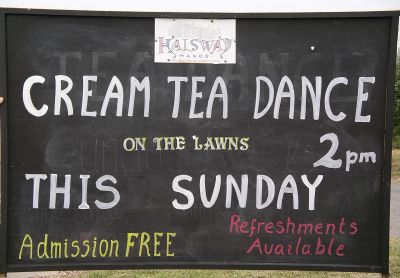 HALSWAY
MANOR
CREAM TEA DANCE
ON THE LAWNS
2pm
THIS SUNDAY
Admission FREE
Refreshments
Available